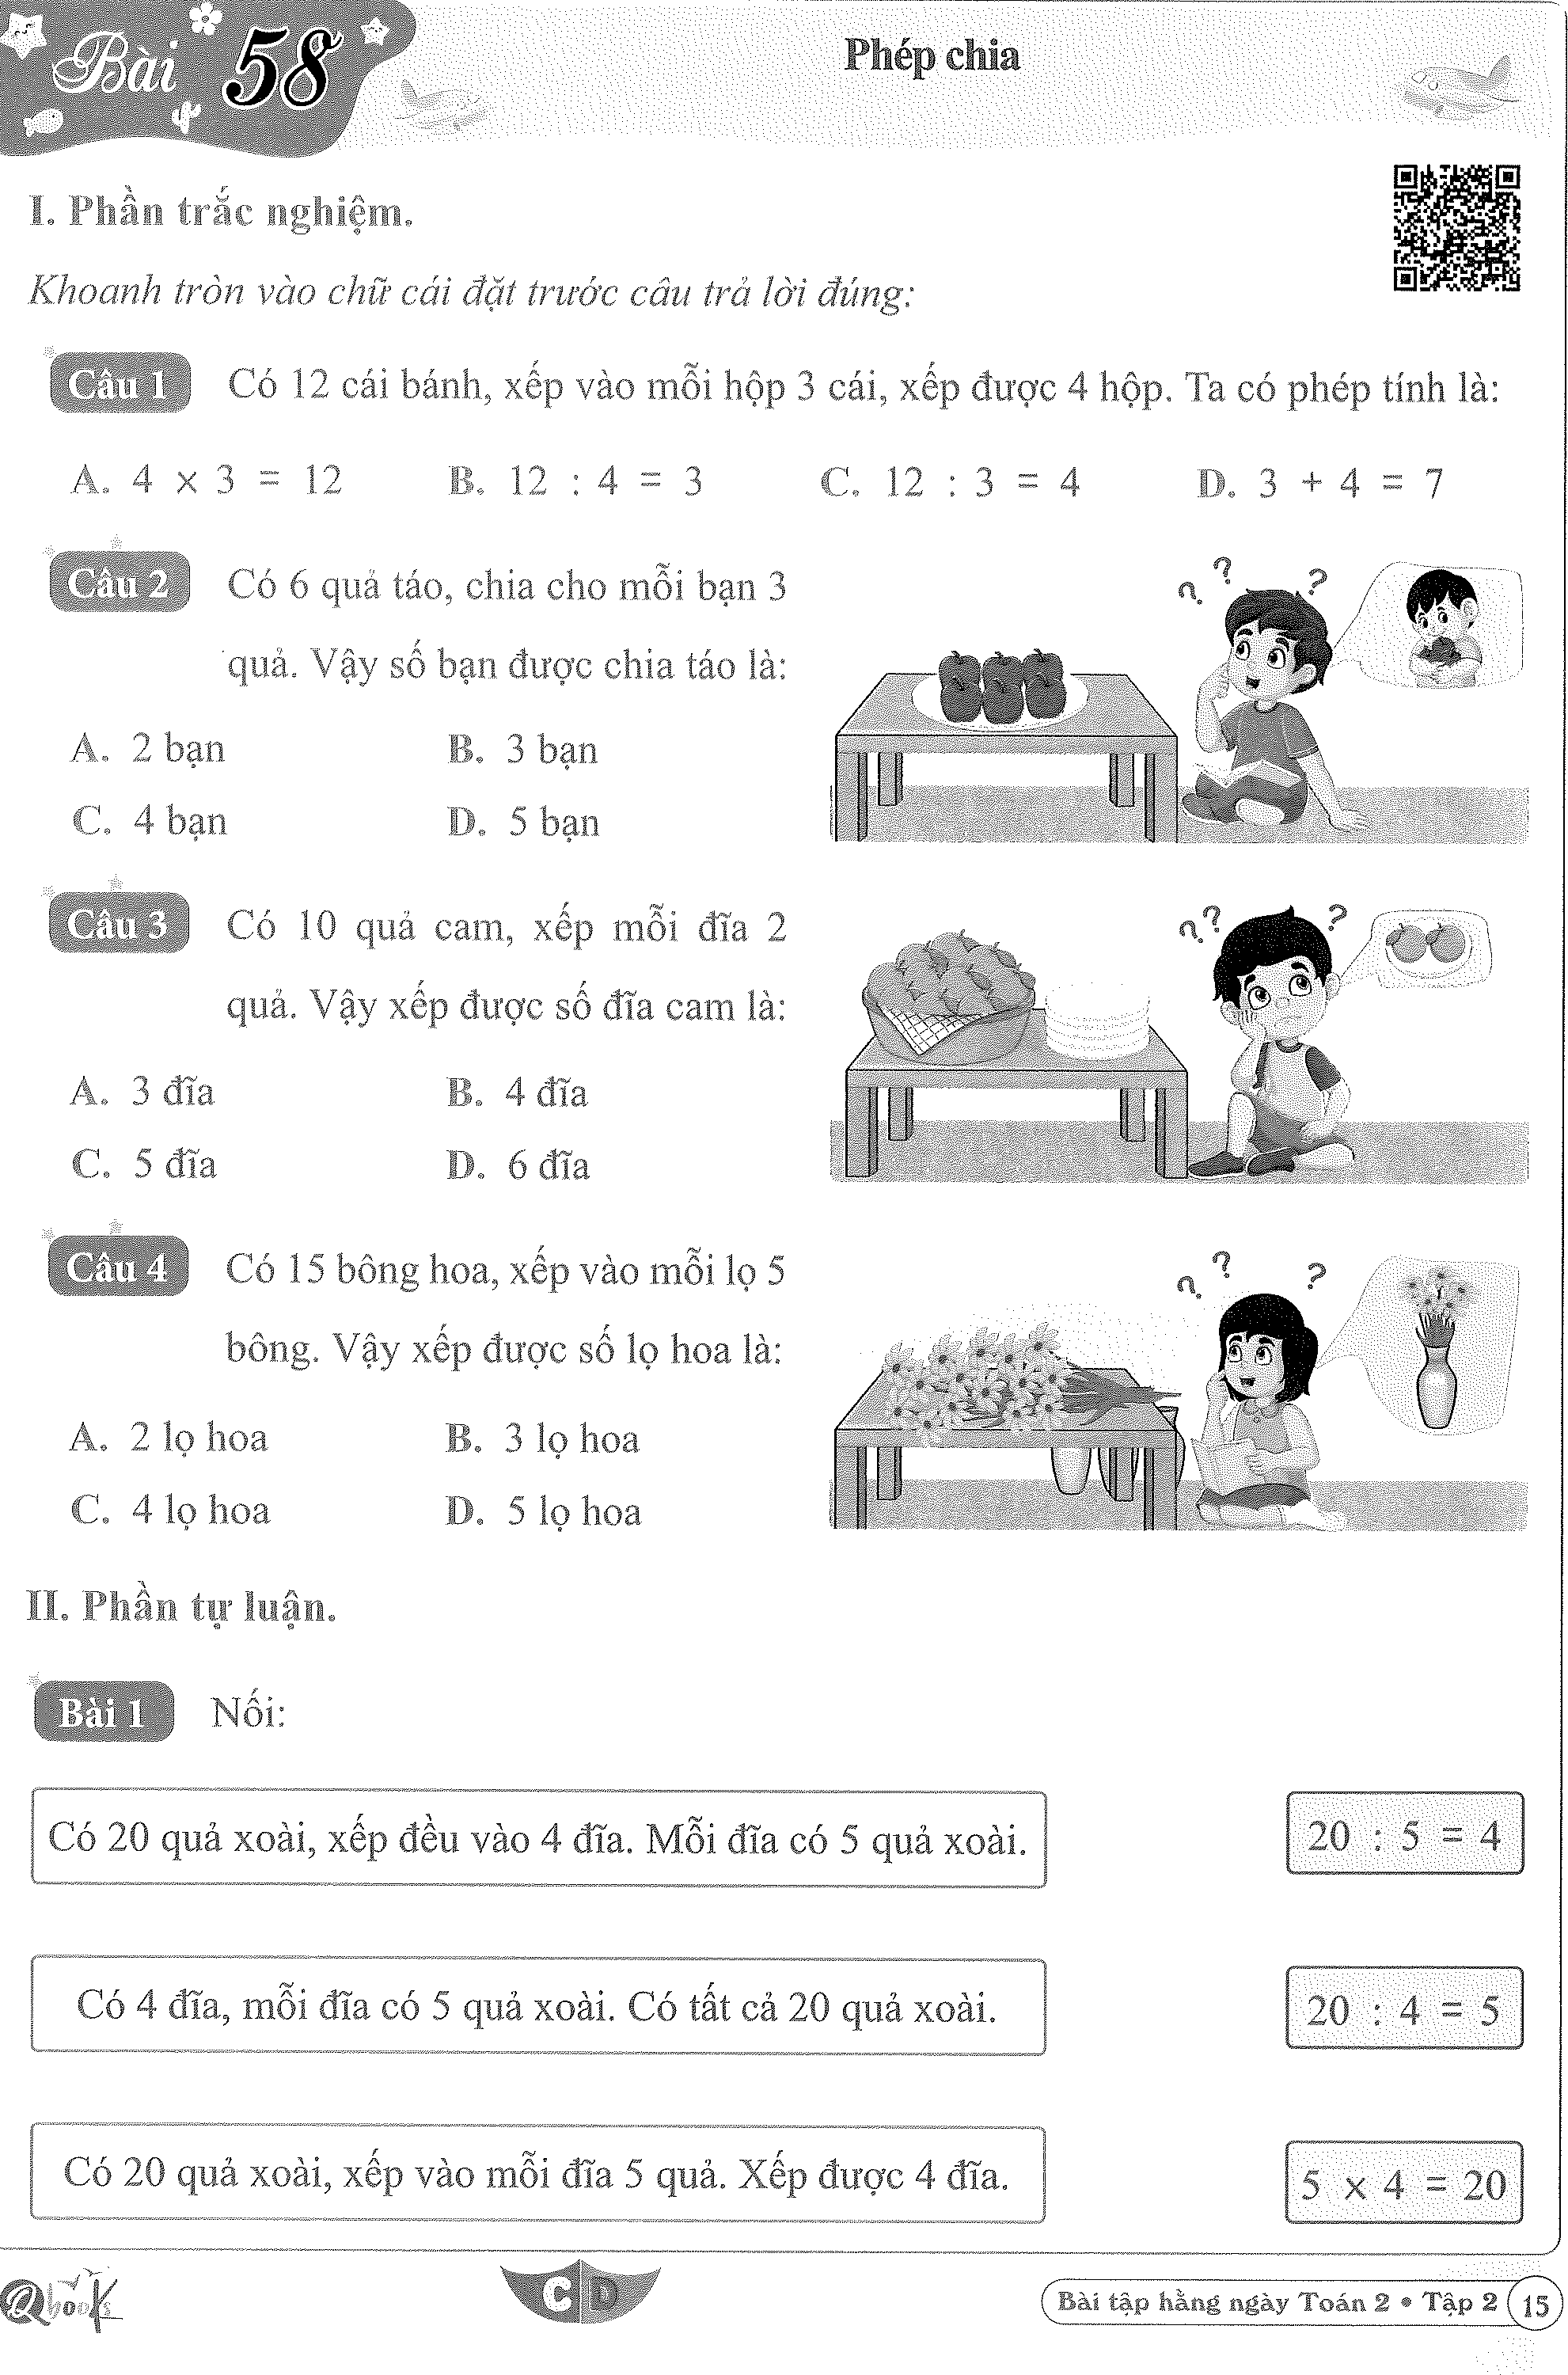 Bài 58
Phép chia
I. Phần trắc nghiệm.
Khoanh tròn vào chữ cái đặt trước câu trả lời đúng:
Câu 1 Có 12 cái bánh, xếp vào mỗi hộp 3 cái, xếp được 4 hộp. Ta có phép tính là:
A. 4 × 3 = 12 B. 12 : 4 = 3 C. 12 : 3 = 4 D. 3 + 4 = 7
Câu 2 Có 6 quả táo, chia cho mỗi bạn 3
quả. Vậy số bạn được chia táo là:
A. 2 bạn B. 3 bạn
C. 4 bạn D. 5 bạn
? ? ?
Câu 3 Có 10 quả cam, xếp mỗi đĩa 2
quả. Vậy xếp được số đĩa cam là:
A. 3 đĩa B. 4 đĩa
C. 5 đĩa D. 6 đĩa
? ? ?
Câu 4 Có 15 bông hoa, xếp vào mỗi lọ 5
bông. Vậy xếp được số lọ hoa là:
A. 2 lọ hoa B. 3 lọ hoa
C. 4 lọ hoa D. 5 lọ hoa
? ? ?
II. Phần tự luận.
Bài 1 Nối:
Có 20 quả xoài, xếp đều vào 4 đĩa. Mỗi đĩa có 5 quả xoài. 20 : 5 = 4
Có 4 đĩa, mỗi đĩa có 5 quả xoài. Có tất cả 20 quả xoài. 20 : 4 = 5
Có 20 quả xoài, xếp vào mỗi đĩa 5 quả. Xếp được 4 đĩa. 5 × 4 = 20
Qbooks
C D
Bài tập hằng ngày Toán 2 • Tập 2 15